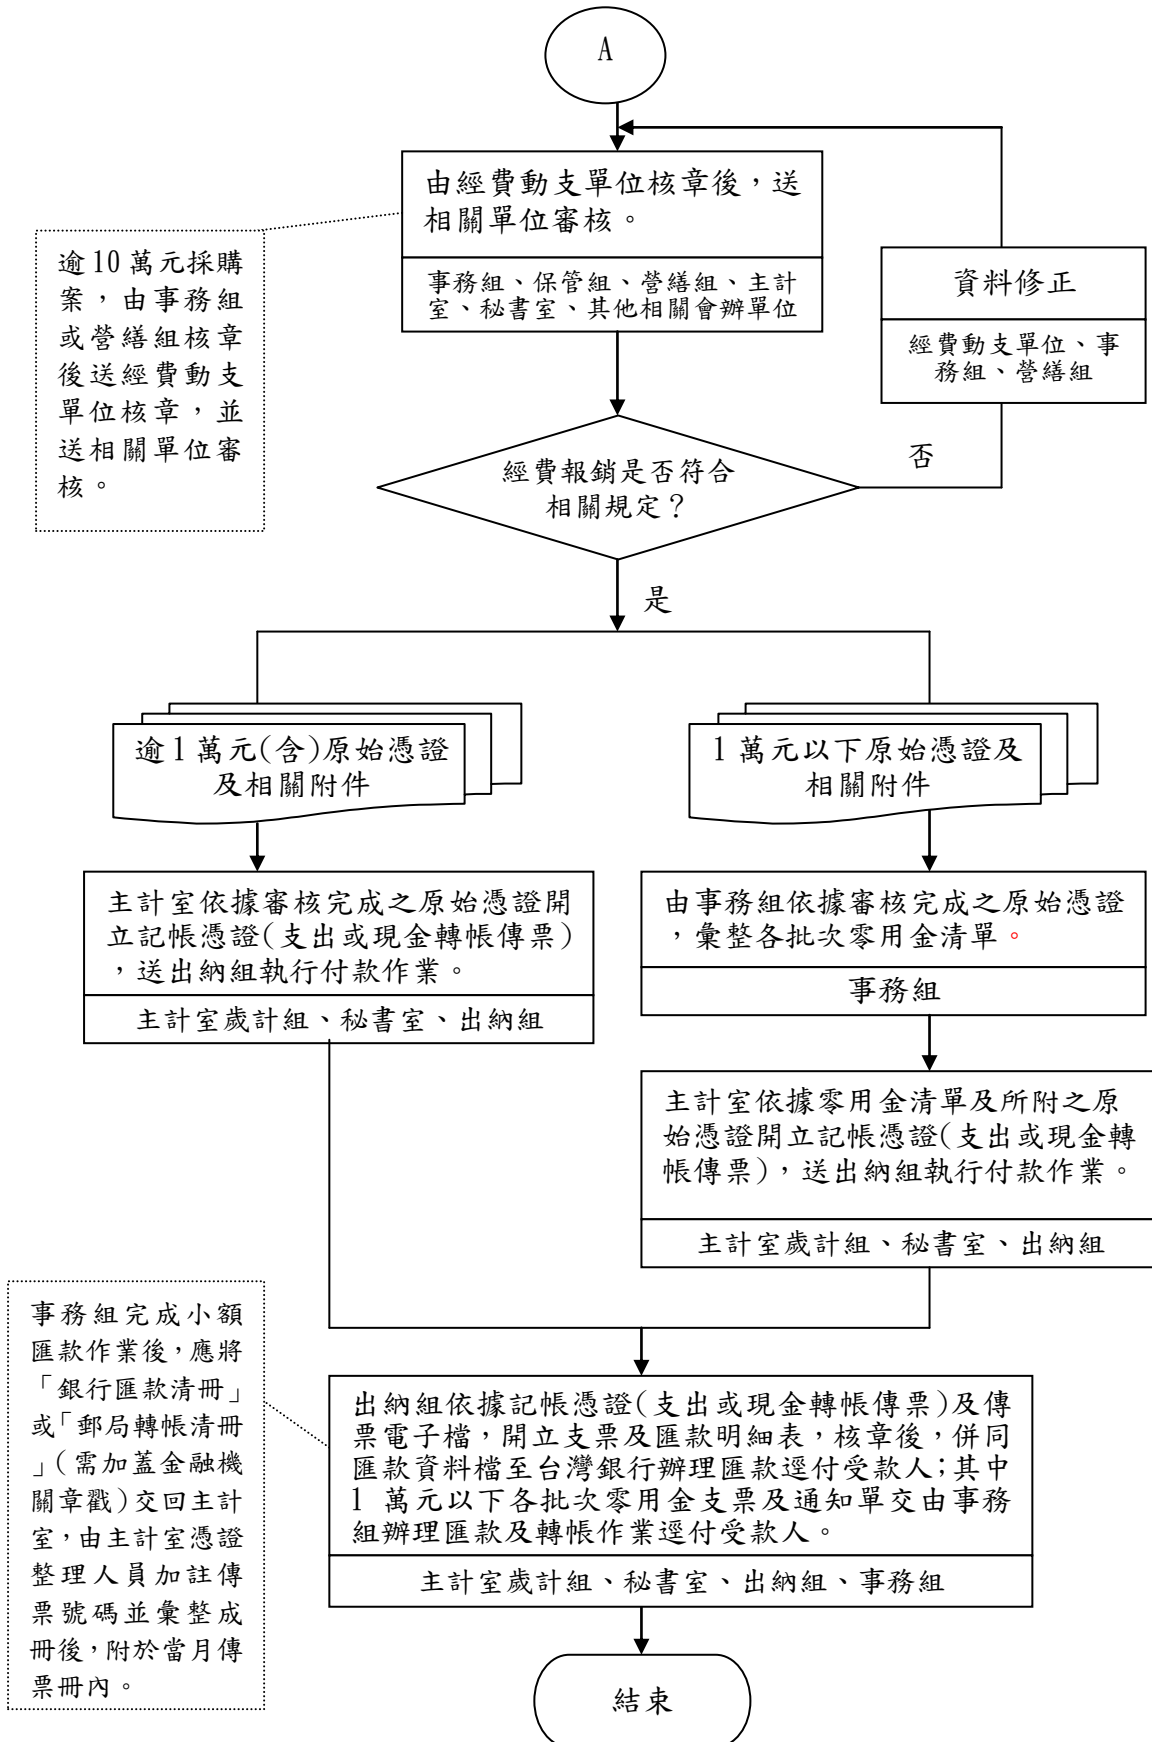 A
由經費動支單位核章後，送
相關單位審核。
事務組、保管組、營繕組、主計
室、秘書室、其他相關會辦單位
逾10萬元採購
案，由事務組
或營繕組核章
後送經費動支
單位核章，並
送相關單位審
核。
資料修正
經費動支單位、事
務組、營繕組
經費報銷是否符合
相關規定？
否
是
逾1萬元(含)原始憑證
及相關附件
1萬元以下原始憑證及
相關附件
主計室依據審核完成之原始憑證開
立記帳憑證(支出或現金轉帳傳票)
，送出納組執行付款作業。
主計室歲計組、秘書室、出納組
由事務組依據審核完成之原始憑證
，彙整各批次零用金清單。
事務組
主計室依據零用金清單及所附之原
始憑證開立記帳憑證(支出或現金轉
帳傳票)，送出納組執行付款作業。
主計室歲計組、秘書室、出納組
事務組完成小額
匯款作業後，應將
「銀行匯款清冊」
或「郵局轉帳清冊
」(需加蓋金融機
關章戳)交回主計
室，由主計室憑證
整理人員加註傳
票號碼並彙整成
冊後，附於當月傳
票冊內。
出納組依據記帳憑證(支出或現金轉帳傳票)及傳
票電子檔，開立支票及匯款明細表，核章後，併同
匯款資料檔至台灣銀行辦理匯款逕付受款人；其中
1 萬元以下各批次零用金支票及通知單交由事務
組辦理匯款及轉帳作業逕付受款人。
主計室歲計組、秘書室、出納組、事務組
結束